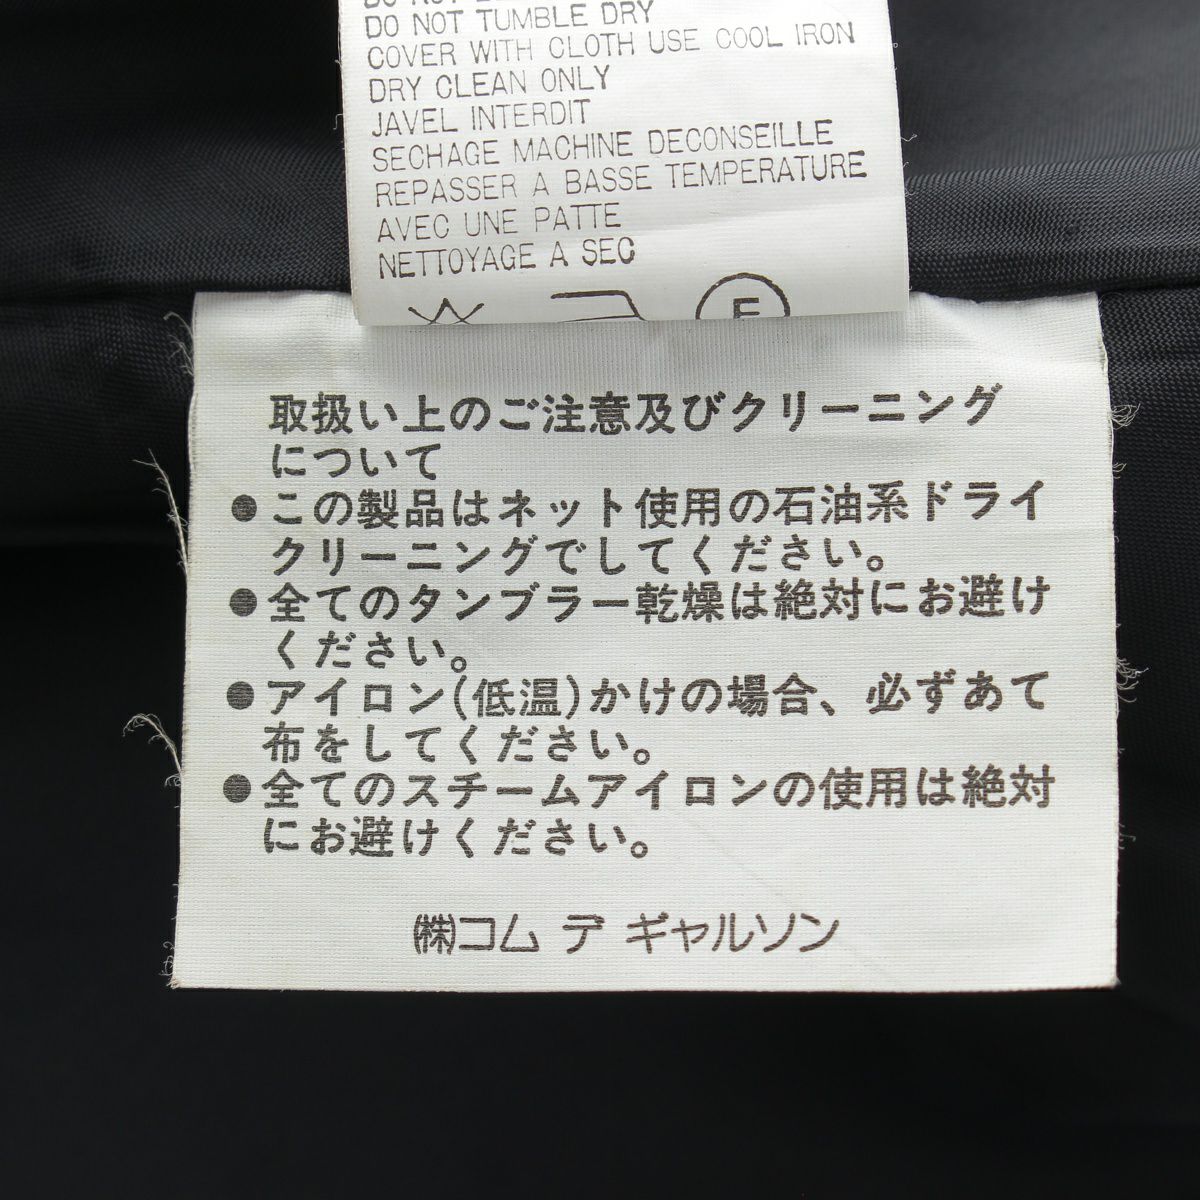 DO NOT TUMBLE DRY
COVER WITH CLOTH USE COOL IRON
DRY CLEAN ONLY
JAVEL INTERDIT
SECHAGE MACHINE DECONSEILLE
REPASSER A BASSE TEMPERATURE
AVEC UNE PATTE
NETTOYAGE A SEC
F
取扱い上のご注意及びクリーニング
について
●この製品はネット使用の石油系ドライ
クリーニングでしてください。
●全てのタンブラー乾燥は絶対にお避け
ください。
●アイロン(低温)かけの場合、必ずあて
布をしてください。
●全てのスチームアイロンの使用は絶対
にお避けください。
㈱コム デ ギャルソン